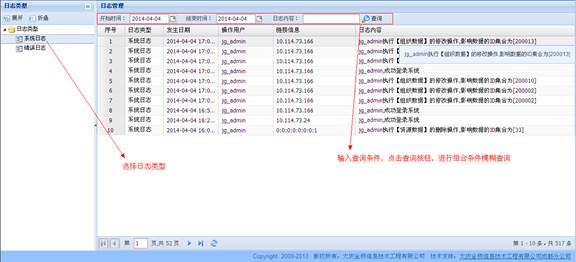 日志类型
日志管理
展开 折叠
开始时间: 2014-04-04 结束时间: 2014-04-04 日志内容: 查询
日志类型
系统日志
错误日志
序号 日志类型 发生日期 操作用户 链接信息 日志内容
1 系统日志 2014-04-04 17:0... jg_admin 10.114.73.166 jg_admin执行【组织数据】的修改操作,影响数据的ID集合为[200013]
2 系统日志 2014-04-04 17:0... jg_admin 10.114.73.166 jg_admin执行【
jg_admin执行【组织数据】的修改操作,影响数据的ID集合为[200013]
3 系统日志 2014-04-04 17:0... jg_admin 10.114.73.166 jg_admin执行【
4 系统日志 2014-04-04 17:0... jg_admin 10.114.73.166 jg_admin,成功登录系统
5 系统日志 2014-04-04 17:0... jg_admin 10.114.73.166 jg_admin执行【组织数据】的修改操作,影响数据的ID集合为[200010]
6 系统日志 2014-04-04 17:0... jg_admin 10.114.73.166 jg_admin执行【组织数据】的修改操作,影响数据的ID集合为[200002]
7 系统日志 2014-04-04 17:0... jg_admin 10.114.73.166 jg_admin执行【组织数据】的修改操作,影响数据的ID集合为[200002]
8 系统日志 2014-04-04 16:5... jg_admin 10.114.73.166 jg_admin,成功登录系统
9 系统日志 2014-04-04 16:2... jg_admin 10.114.73.24 jg_admin,成功登录系统
10 系统日志 2014-04-04 16:1... jg_admin 0:0:0:0:0:0:0:1 jg_admin执行【资源数据】的删除操作,影响数据的ID集合为[33]
选择日志类型
输入查询条件、点击查询按钮、进行组合条件模糊查询
第 1 页,共 52 页
第 1 - 10 条，共 517 条
Copyright 2009-2013 版权所有：大庆金桥信息技术工程有限公司 技术支持：大庆金桥信息技术工程有限公司成都分公司